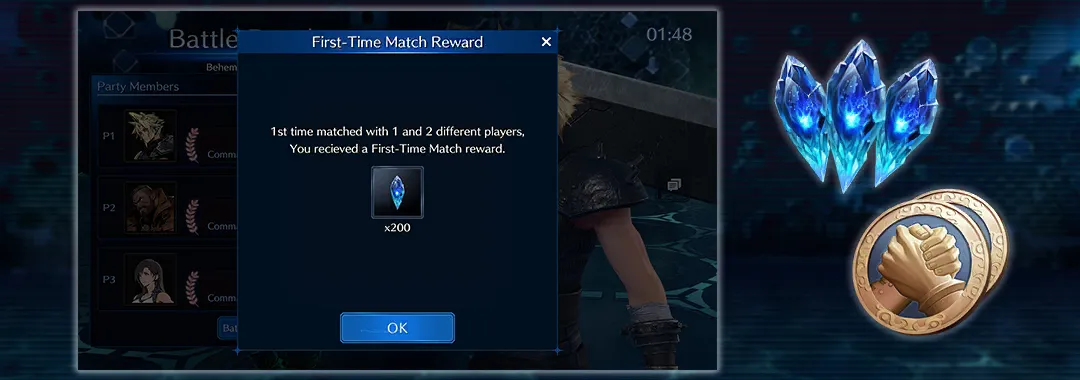 Battle
01:48
First-Time Match Reward
Behem
Party Members
1st time matched with 1 and 2 different players,
You recieved a First-Time Match reward.
P1
Comm
x200
P2
Comm
P3
Comm
Bat
OK